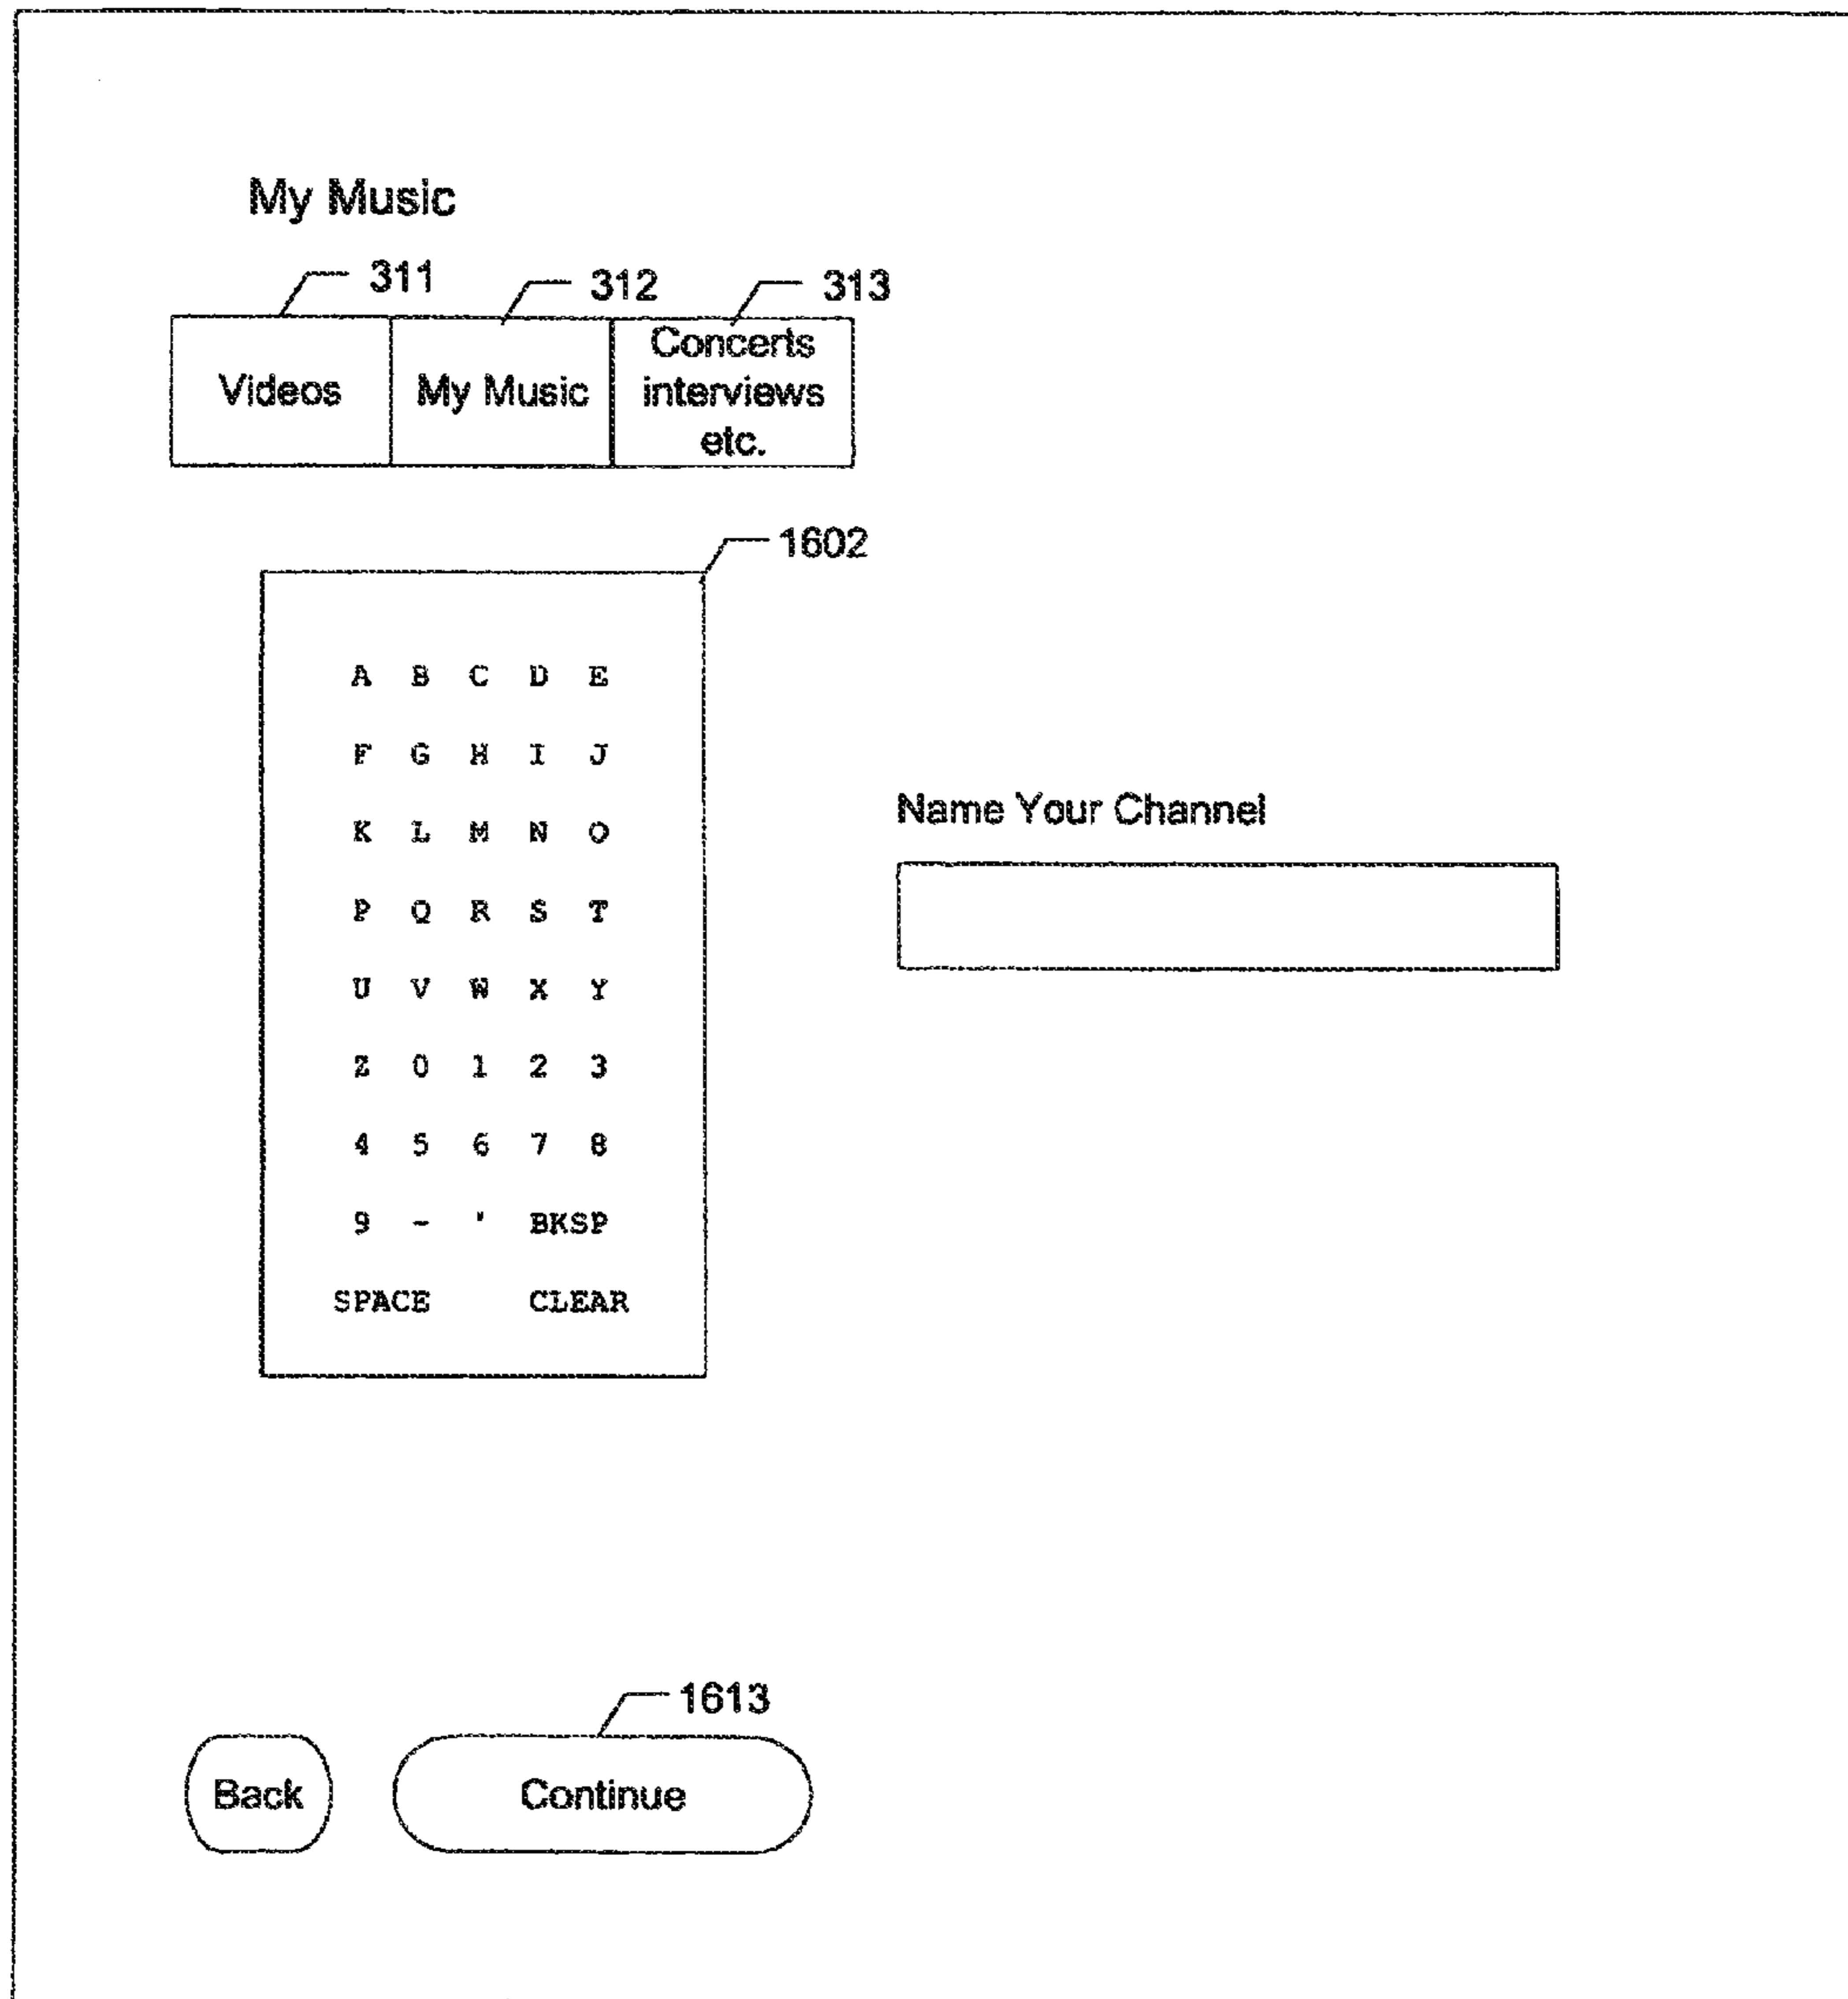 My Music
311
312
313
Videos
My Music
Concerts
interviews
etc.
1602
A B C D E
F G H I J
K L M N O
P Q R S T
U V W X Y
Z 0 1 2 3
4 5 6 7 8
9 - ' BKSP
SPACE CLEAR
Name Your Channel
1613
Back
Continue